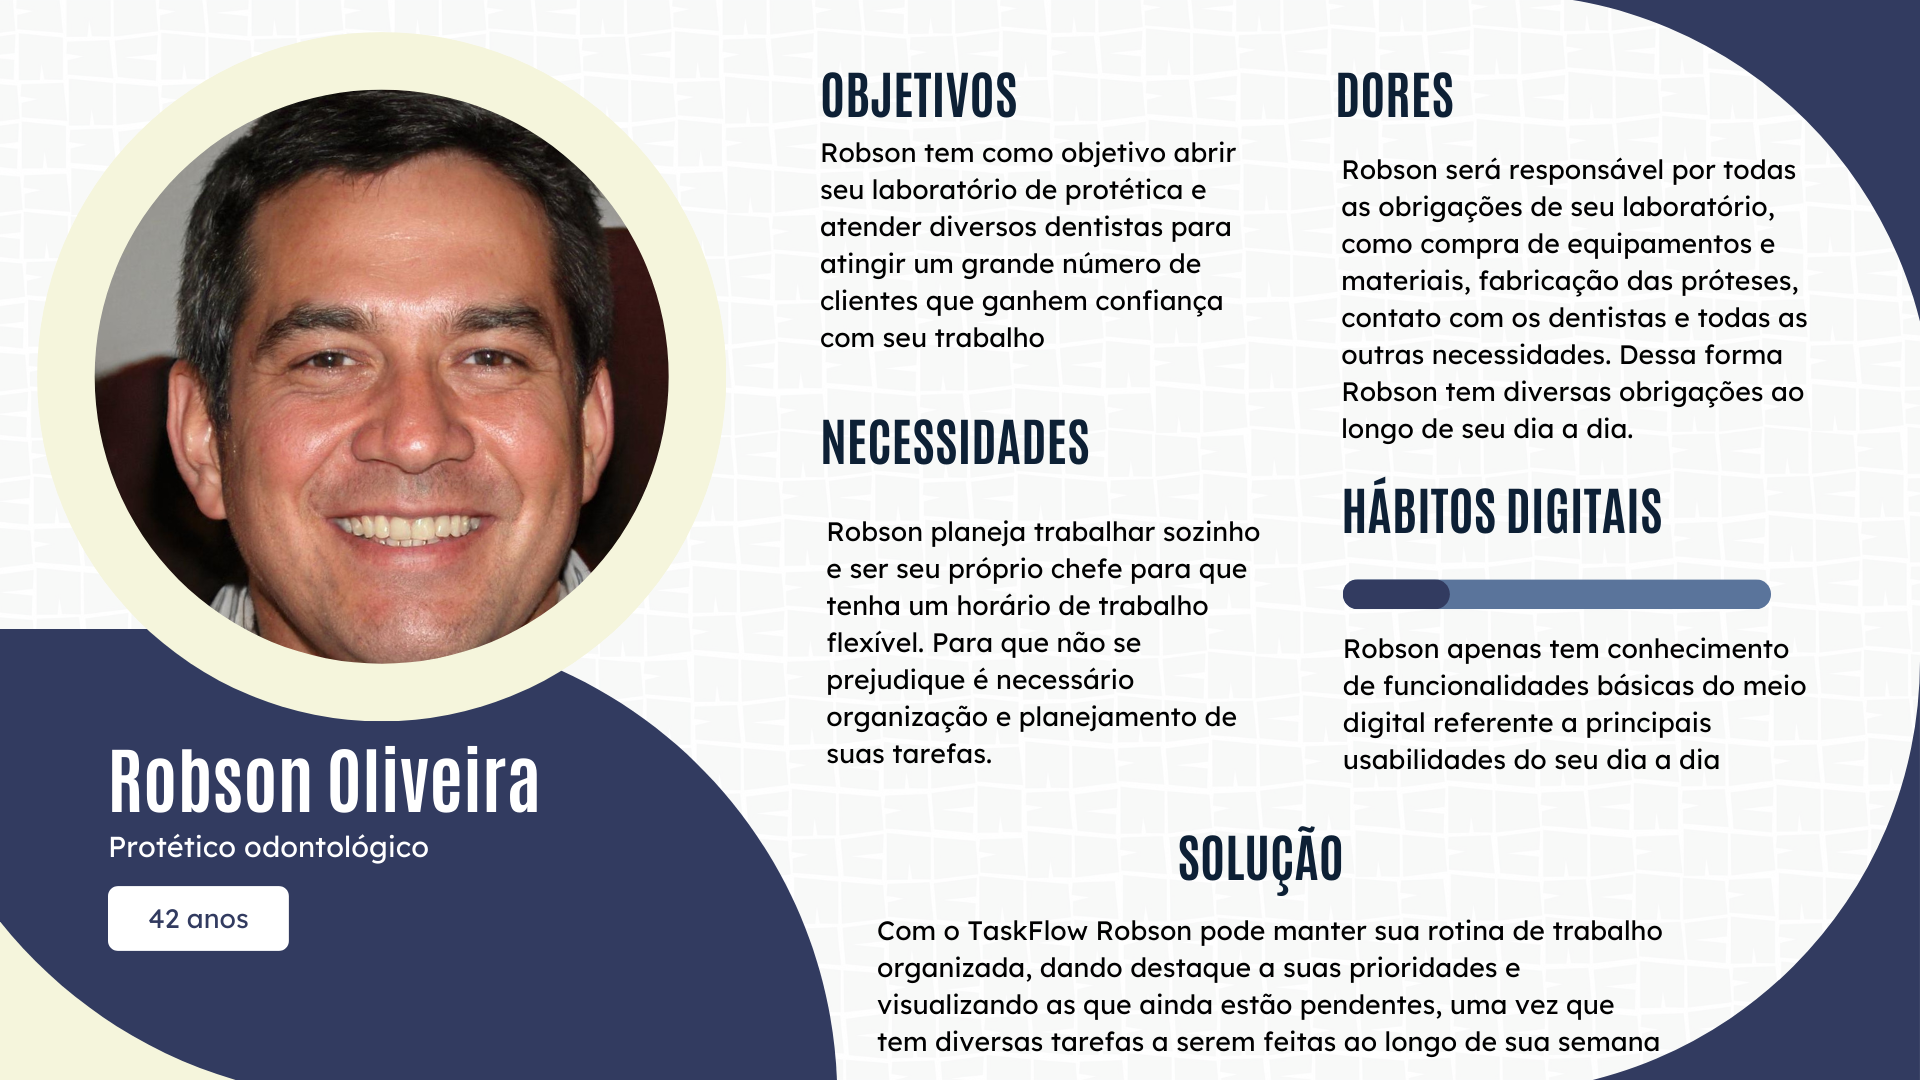 Robson Oliveira
Protético odontológico
42 anos
OBJETIVOS
Robson tem como objetivo abrir
seu laboratório de protética e
atender diversos dentistas para
atingir um grande número de
clientes que ganhem confiança
com seu trabalho
NECESSIDADES
Robson planeja trabalhar sozinho
e ser seu próprio chefe para que
tenha um horário de trabalho
flexível. Para que não se
prejudique é necessário
organização e planejamento de
suas tarefas.
DORES
Robson será responsável por todas
as obrigações de seu laboratório,
como compra de equipamentos e
materiais, fabricação das próteses,
contato com os dentistas e todas as
outras necessidades. Dessa forma
Robson tem diversas obrigações ao
longo de seu dia a dia.
HÁBITOS DIGITAIS
Robson apenas tem conhecimento
de funcionalidades básicas do meio
digital referente a principais
usabilidades do seu dia a dia
SOLUÇÃO
Com o TaskFlow Robson pode manter sua rotina de trabalho
organizada, dando destaque a suas prioridades e
visualizando as que ainda estão pendentes, uma vez que
tem diversas tarefas a serem feitas ao longo de sua semana